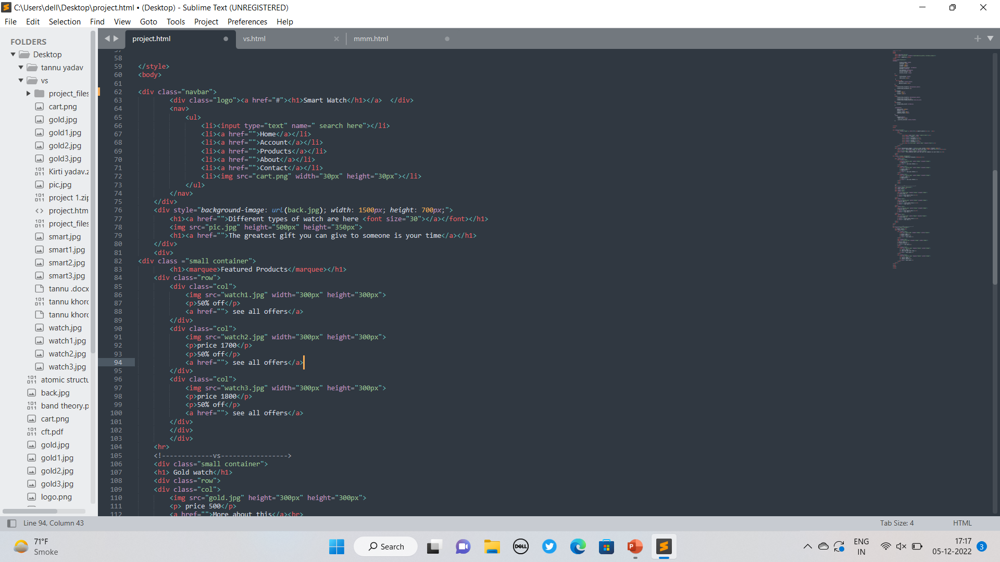 C:\Users\dell\Desktop\project.html • (Desktop) - Sublime Text (UNREGISTERED)
File Edit Selection Find View Goto Tools Project Preferences Help
FOLDERS
Desktop
tannu yadav
vs
project_files
cart.png
gold.jpg
gold1.jpg
gold2.jpg
gold3.jpg
Kirti yadav.z
pic.jpg
project 1.zip
project.htm
project_files
smart.jpg
smart1.jpg
smart2.jpg
smart3.jpg
tannu .docx
tannu khoro
tannu khoro
watch.jpg
watch1.jpg
watch2.jpg
watch3.jpg
atomic structu
back.jpg
band theory.p
cart.png
cft.pdf
gold.jpg
gold1.jpg
gold2.jpg
gold3.jpg
logo.png
project.html vs.html mmm.html
57
58
59 </style>
60 <body>
61
62 <div class="navbar">
63 <div class="logo"><a href="#"><h1>Smart Watch</h1></a>  </div>
64 <nav>
65 <ul>
66 <li><input type="text" name=" search here"></li>
67 <li><a href="">Home</a></li>
68 <li><a href="">Account</a></li>
69 <li><a href="">Products</a></li>
70 <li><a href="">About</a></li>
71 <li><a href="">Contact</a></li>
72 <li><img src="cart.png" width="30px" height="30px"></li>
73 </ul>
74 </nav>
75 </div>
76 <div style="background-image: url(back.jpg); width: 1500px; height: 700px;">
77 <h1><a href="">Different types of watch are here <font size="30"></a></font></h1>
78 <img src="pic.jpg" height="500px" height="350px">
79 <h1><a href="">The greatest gift you can give to someone is your time</a></h1>
80 </div>
81 <div>
82 <div class ="small container">
83 <h1><marquee>Featured Products</marquee></h1>
84 <div class="row">
85 <div class="col">
86 <img src="watch1.jpg" width="300px" height="300px">
87 <p>50% off</p>
88 <a href=""> see all offers</a>
89 </div>
90 <div class="col">
91 <img src="watch2.jpg" width="300px" height="300px">
92 <p>price 1700</p>
93 <p>50% off</p>
94 <a href=""> see all offers</a>
95 </div>
96 <div class="col">
97 <img src="watch3.jpg" width="300px" height="300px">
98 <p>price 1800</p>
99 <p>50% off</p>
100 <a href=""> see all offers</a>
101 </div>
102 </div>
103 </div>
104 <hr>
105 <!-------------vs----------------->
106 <div class="small container">
107 <h1> Gold watch</h1>
108 <div class="row">
109 <div class="col">
110 <img src="gold.jpg" height="300px" height="300px">
111 <p> price 500</p>
112 <a href="">More about this</a><br>
Line 94, Column 43 Tab Size: 4 HTML
71°F
Smoke
Search
DELL
ENG
IN
17:17
05-12-2022
3